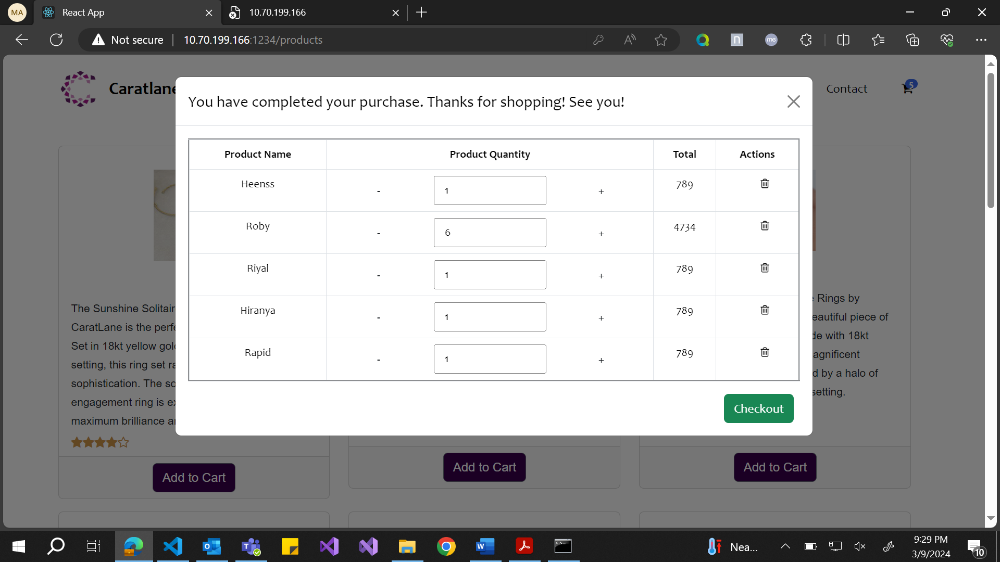 MA
React App
10.70.199.166
Not secure
10.70.199.166:1234/products
Caratlane
Contact
5
You have completed your purchase. Thanks for shopping! See you!
Product Name Product Quantity Total Actions
Heenss - 1 + 789
Roby - 6 + 4734
Riyal - 1 + 789
Hiranya - 1 + 789
Rapid - 1 + 789
Checkout
The Sunshine Solitair
CaratLane is the perfe
Set in 18kt yellow gol
setting, this ring set ra
sophistication. The so
engagement ring is ex
maximum brilliance a
Rings by
eautiful piece of
de with 18kt
agnificent
d by a halo of
setting.
Add to Cart
Add to Cart
Add to Cart
Nea...
9:29 PM
3/9/2024
10